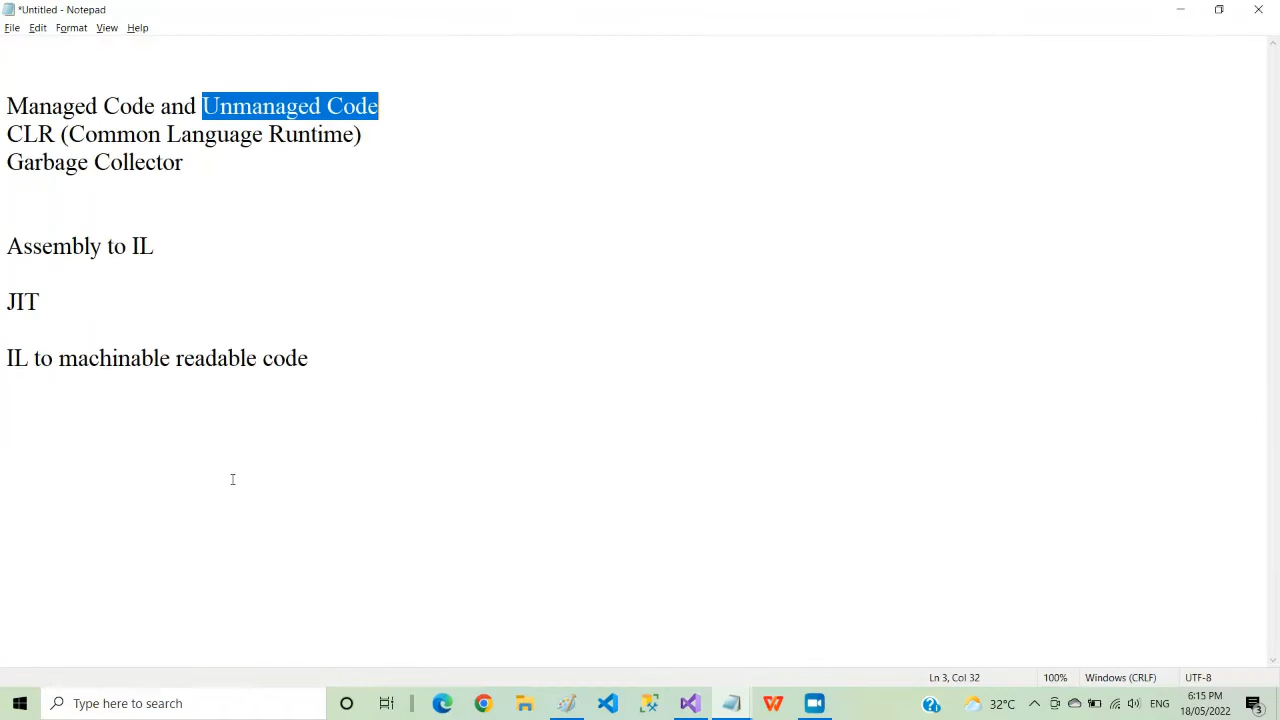 *Untitled - Notepad
File Edit Format View Help
Managed Code and Unmanaged Code
CLR (Common Language Runtime)
Garbage Collector
Assembly to IL
JIT
IL to machinable readable code
Ln 3, Col 32 100% Windows (CRLF) UTF-8
Type here to search 32°C ENG 6:15 PM
18/05/2022 3